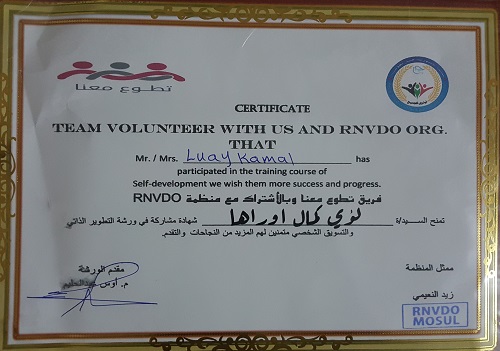 تطوع معنا
CERTIFICATE
TEAM VOLUNTEER WITH US AND RNVDO ORG.
THAT
Mr. / Mrs. Luay Kamal has
participated in the training course of
Self-development we wish them more success and progress.
فريق تطوع معنا وبالأشتراك مع منظمة RNVDO
تمنح السيد/ة لؤي كمال اوراها شهادة مشاركة في ورشة التطوير الذاتي
والتسويق الشخصي متمنين لهم المزيد من النجاحات والتقدم.
ممثل المنظمة
مقدم الورشة
زيد النعيمي
م. أوس عبدالحليم
RNVDO
MOSUL